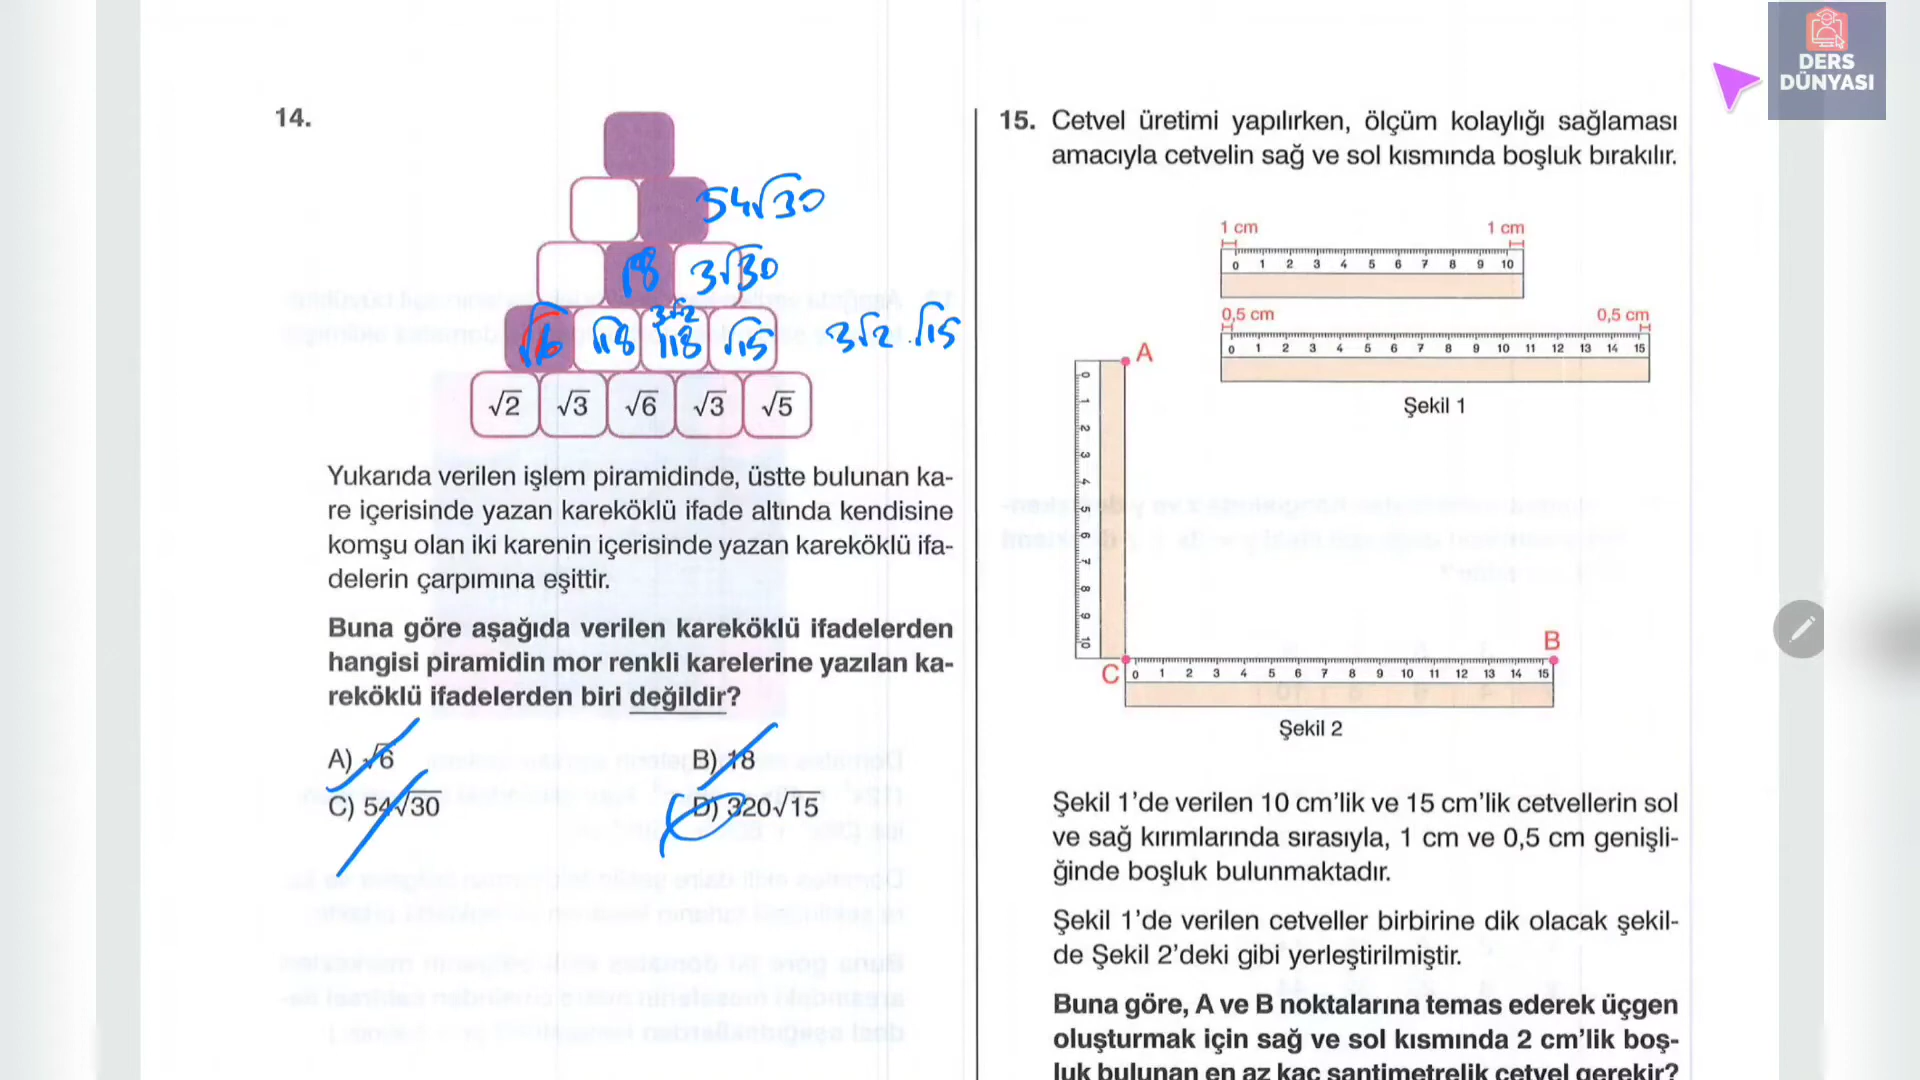 DERS
DÜNYASI
14.
54√30
18 3√30
3√2
√6 √18 √18 √15 3√2 . √15
√2 √3 √6 √3 √5
Yukarıda verilen işlem piramidinde, üstte bulunan ka-
re içerisinde yazan kareköklü ifade altında kendisine
komşu olan iki karenin içerisinde yazan kareköklü ifa-
delerin çarpımına eşittir.
Buna göre aşağıda verilen kareköklü ifadelerden
hangisi piramidin mor renkli karelerine yazılan ka-
reköklü ifadelerden biri değildir?
A) √6 B) 18
C) 54√30 D) 320√15
15. Cetvel üretimi yapılırken, ölçüm kolaylığı sağlaması
amacıyla cetvelin sağ ve sol kısmında boşluk bırakılır.
1 cm 1 cm
0 1 2 3 4 5 6 7 8 9 10
0,5 cm 0,5 cm
0 1 2 3 4 5 6 7 8 9 10 11 12 13 14 15
Şekil 1
A
0 1 2 3 4 5 6 7 8 9 10
B
C
0 1 2 3 4 5 6 7 8 9 10 11 12 13 14 15
Şekil 2
Şekil 1'de verilen 10 cm'lik ve 15 cm'lik cetvellerin sol
ve sağ kırımlarında sırasıyla, 1 cm ve 0,5 cm genişli-
ğinde boşluk bulunmaktadır.
Şekil 1'de verilen cetveller birbirine dik olacak şekil-
de Şekil 2'deki gibi yerleştirilmiştir.
Buna göre, A ve B noktalarına temas ederek üçgen
oluşturmak için sağ ve sol kısmında 2 cm'lik boş-
luk bulunan en az kaç santimetrelik cetvel gerekir?